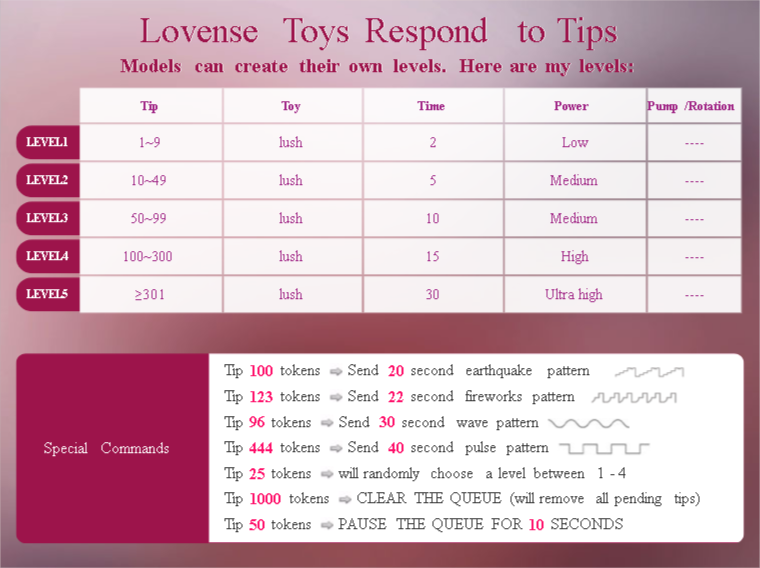 Lovense Toys Respond to Tips
Models can create their own levels. Here are my levels:
Tip Toy Time Power Pump /Rotation
LEVEL1 1~9 lush 2 Low ----
LEVEL2 10~49 lush 5 Medium ----
LEVEL3 50~99 lush 10 Medium ----
LEVEL4 100~300 lush 15 High ----
LEVEL5 ≥301 lush 30 Ultra high ----
Special Commands
Tip 100 tokens ⇨ Send 20 second earthquake pattern
Tip 123 tokens ⇨ Send 22 second fireworks pattern
Tip 96 tokens ⇨ Send 30 second wave pattern
Tip 444 tokens ⇨ Send 40 second pulse pattern
Tip 25 tokens ⇨ will randomly choose a level between 1 - 4
Tip 1000 tokens ⇨ CLEAR THE QUEUE (will remove all pending tips)
Tip 50 tokens ⇨ PAUSE THE QUEUE FOR 10 SECONDS